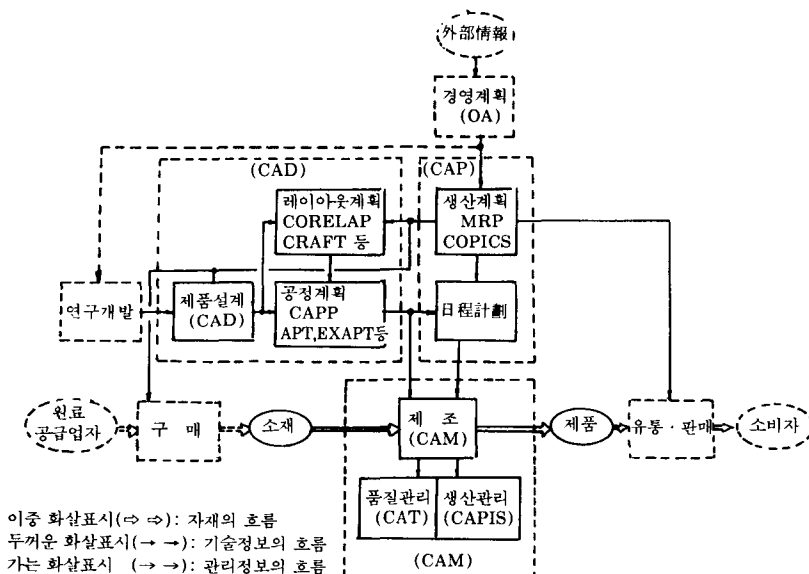 外部情報
경영계획
(OA)
(CAD)
(CAP)
레이아웃계획
CORELAP
CRAFT 등
생산계획
MRP
COPICS
연구개발
제품설계
(CAD)
공정계획
CAPP
APT,EXAPT등
日程計劃
원료
공급업자
구 매
소재
제 조
(CAM)
제품
유통·판매
소비자
품질관리
(CAT)
생산관리
(CAPIS)
(CAM)
이중 화살표시(⇨ ⇨): 자재의 흐름
두꺼운 화살표시(→ →): 기술정보의 흐름
가는 화살표시 (→ →): 관리정보의 흐름